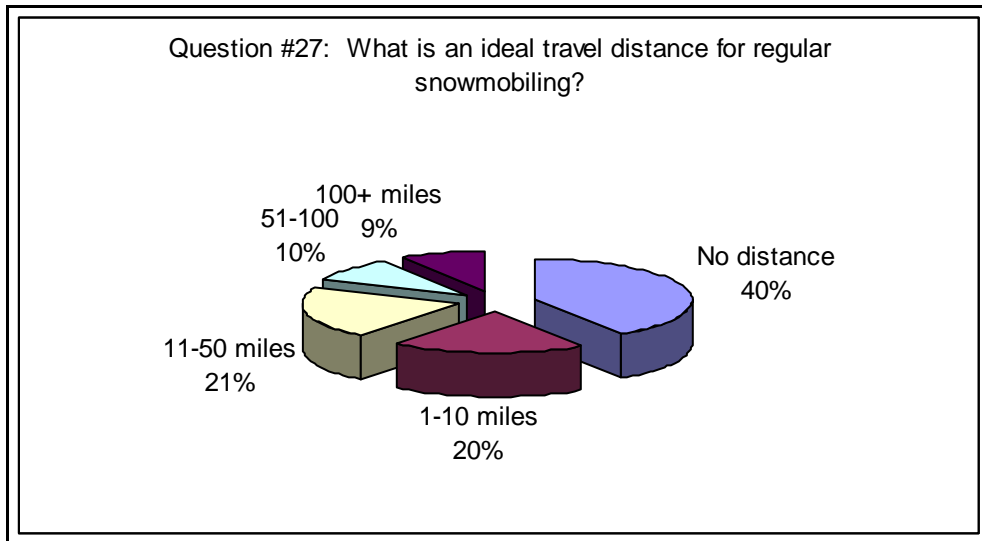 Question #27:  What is an ideal travel distance for regular
snowmobiling?
100+ miles
9%
51-100
10%
No distance
40%
11-50 miles
21%
1-10 miles
20%